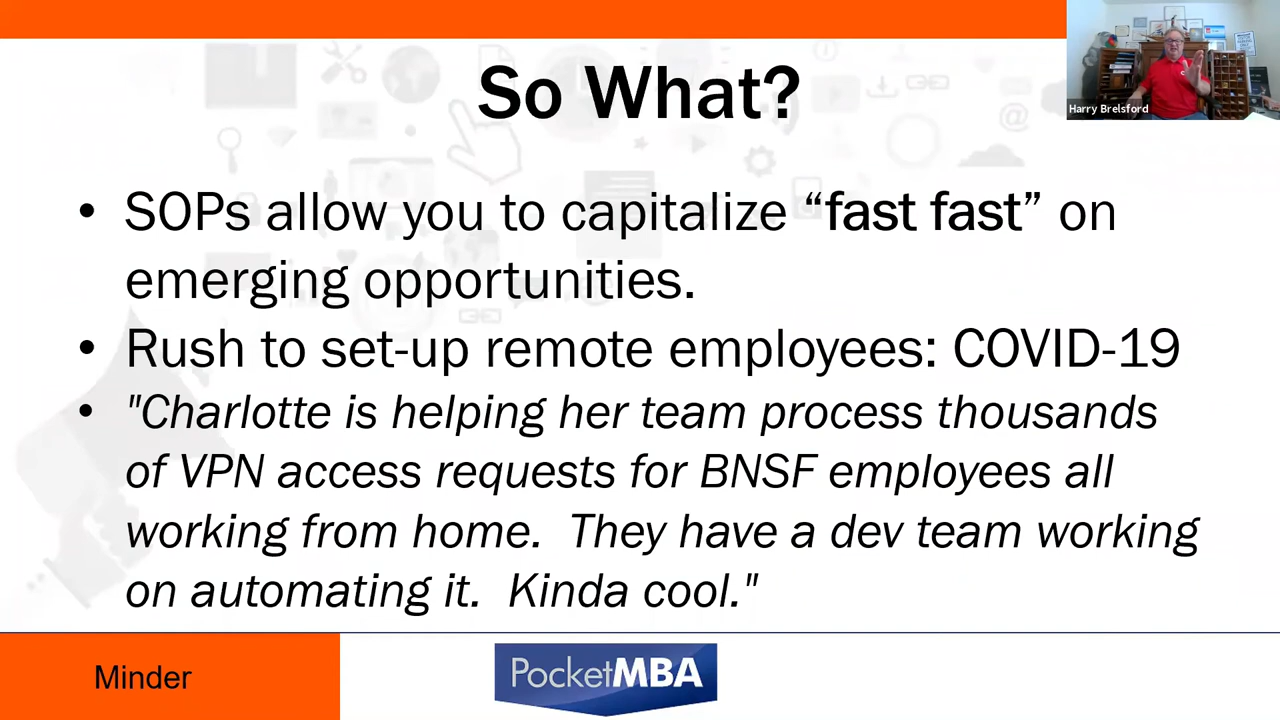 So What?
Harry Brelsford
• SOPs allow you to capitalize “fast fast” on
emerging opportunities.
• Rush to set-up remote employees: COVID-19
• "Charlotte is helping her team process thousands
of VPN access requests for BNSF employees all
working from home.  They have a dev team working
on automating it.  Kinda cool."
Minder
PocketMBA